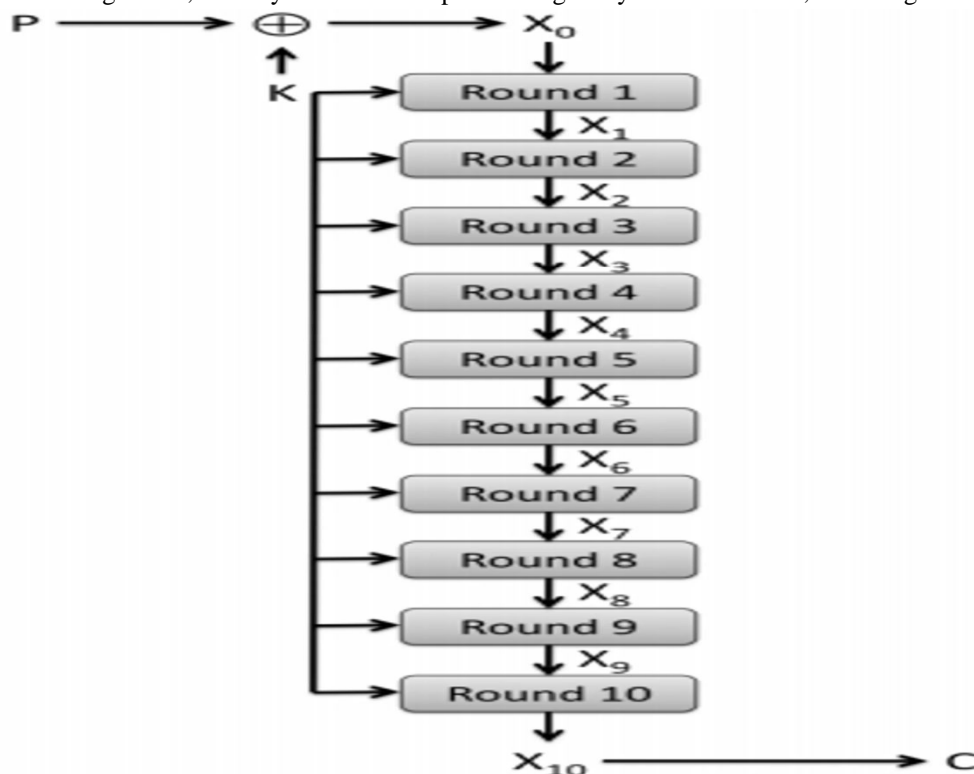 P ⊕ X₀
K Round 1
X₁
Round 2
X₂
Round 3
X₃
Round 4
X₄
Round 5
X₅
Round 6
X₆
Round 7
X₇
Round 8
X₈
Round 9
X₉
Round 10
X₁₀ C